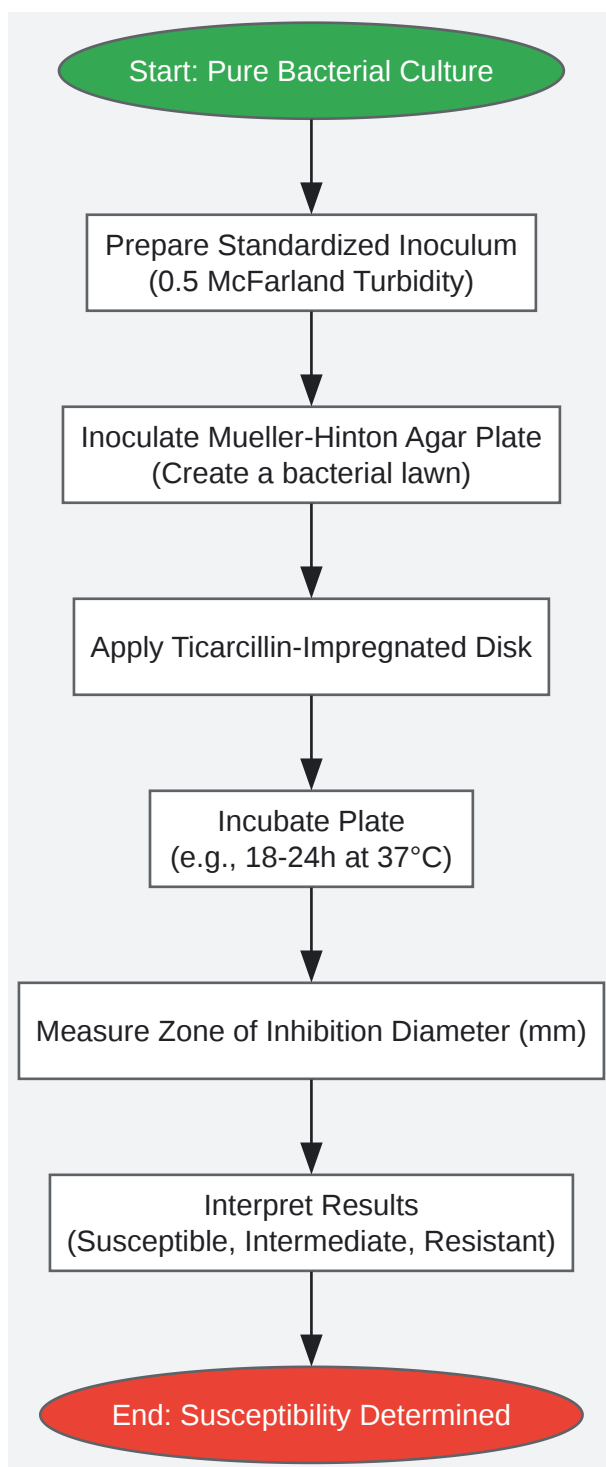 Start: Pure Bacterial Culture
Prepare Standardized Inoculum
(0.5 McFarland Turbidity)
Inoculate Mueller-Hinton Agar Plate
(Create a bacterial lawn)
Apply Ticarcillin-Impregnated Disk
Incubate Plate
(e.g., 18-24h at 37°C)
Measure Zone of Inhibition Diameter (mm)
Interpret Results
(Susceptible, Intermediate, Resistant)
End: Susceptibility Determined